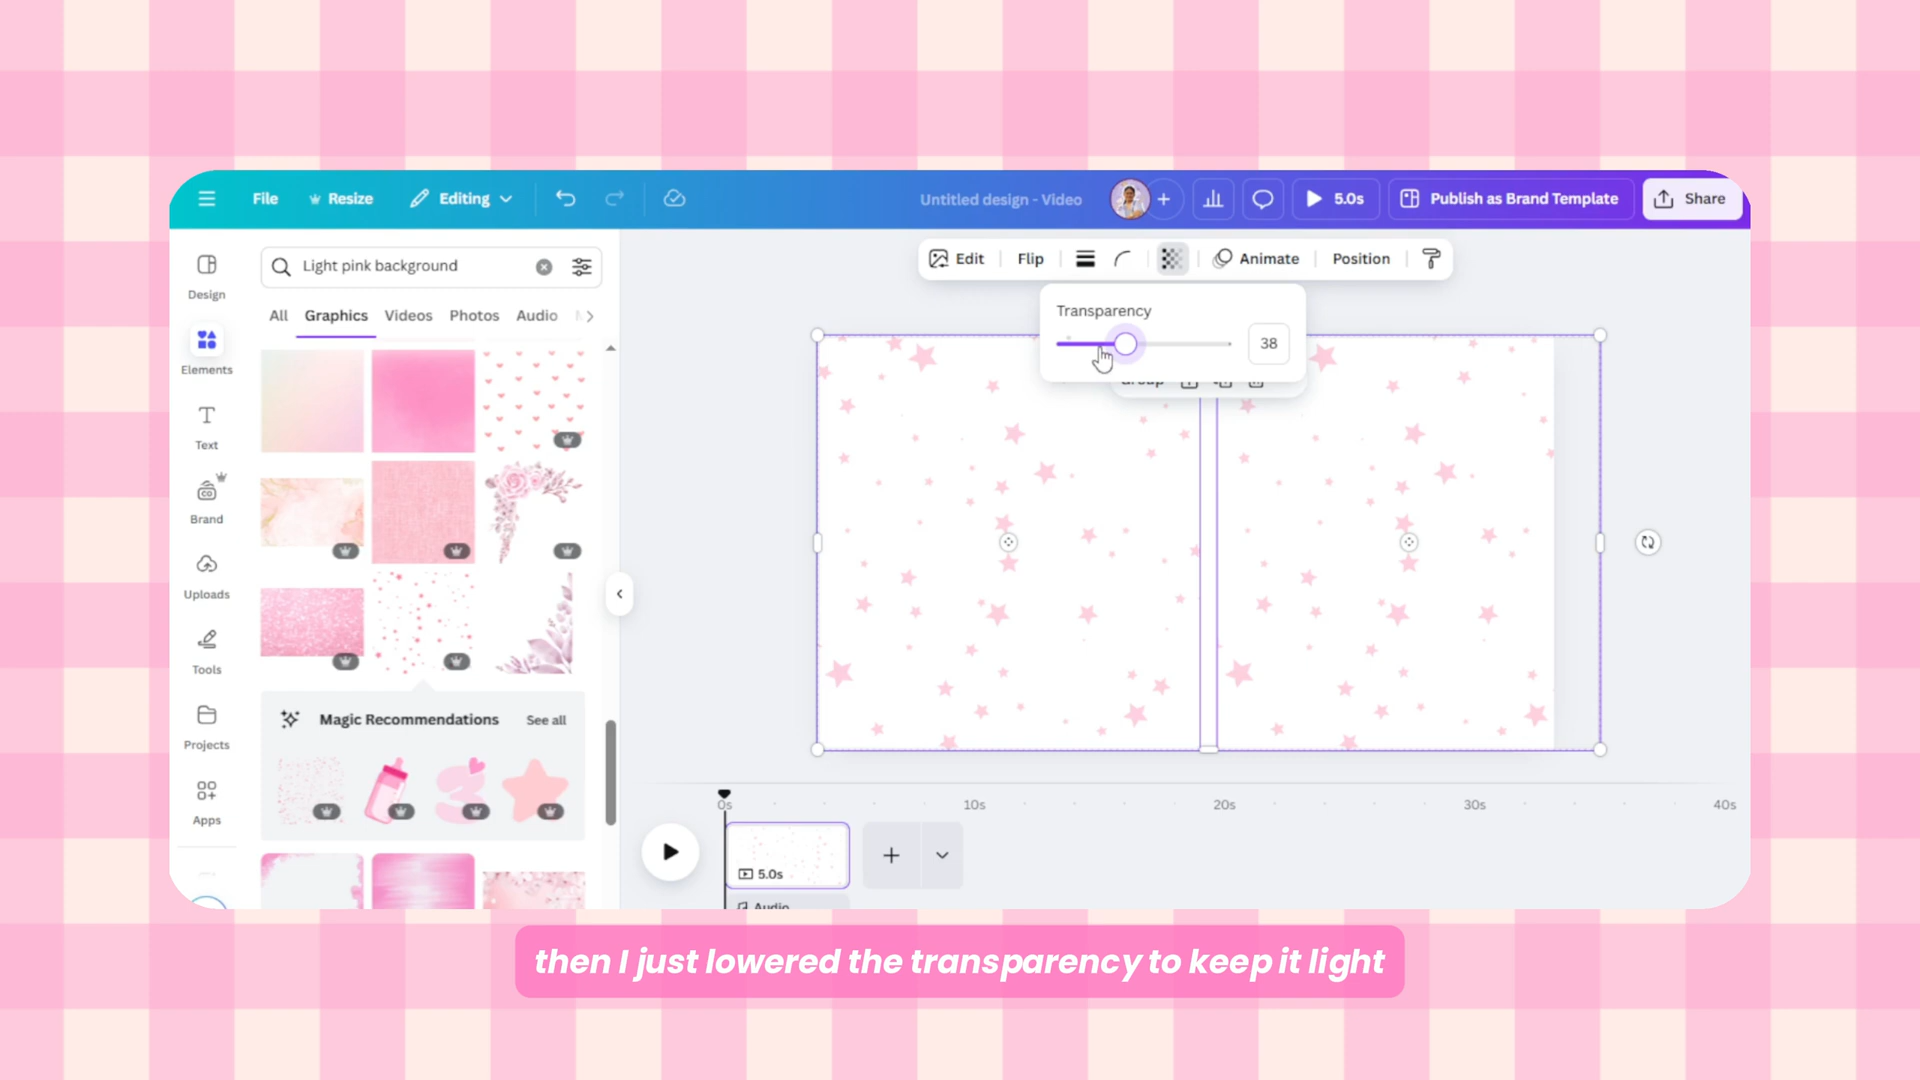 File
Resize
Editing
Untitled design - Video
5.0s
Publish as Brand Template
Share
Design
Elements
Text
Brand
Uploads
Tools
Projects
Apps
Light pink background
All
Graphics
Videos
Photos
Audio
Magic Recommendations
See all
Edit
Flip
Animate
Position
Transparency
38
Group
0s
10s
20s
30s
40s
5.0s
Audio
then I just lowered the transparency to keep it light